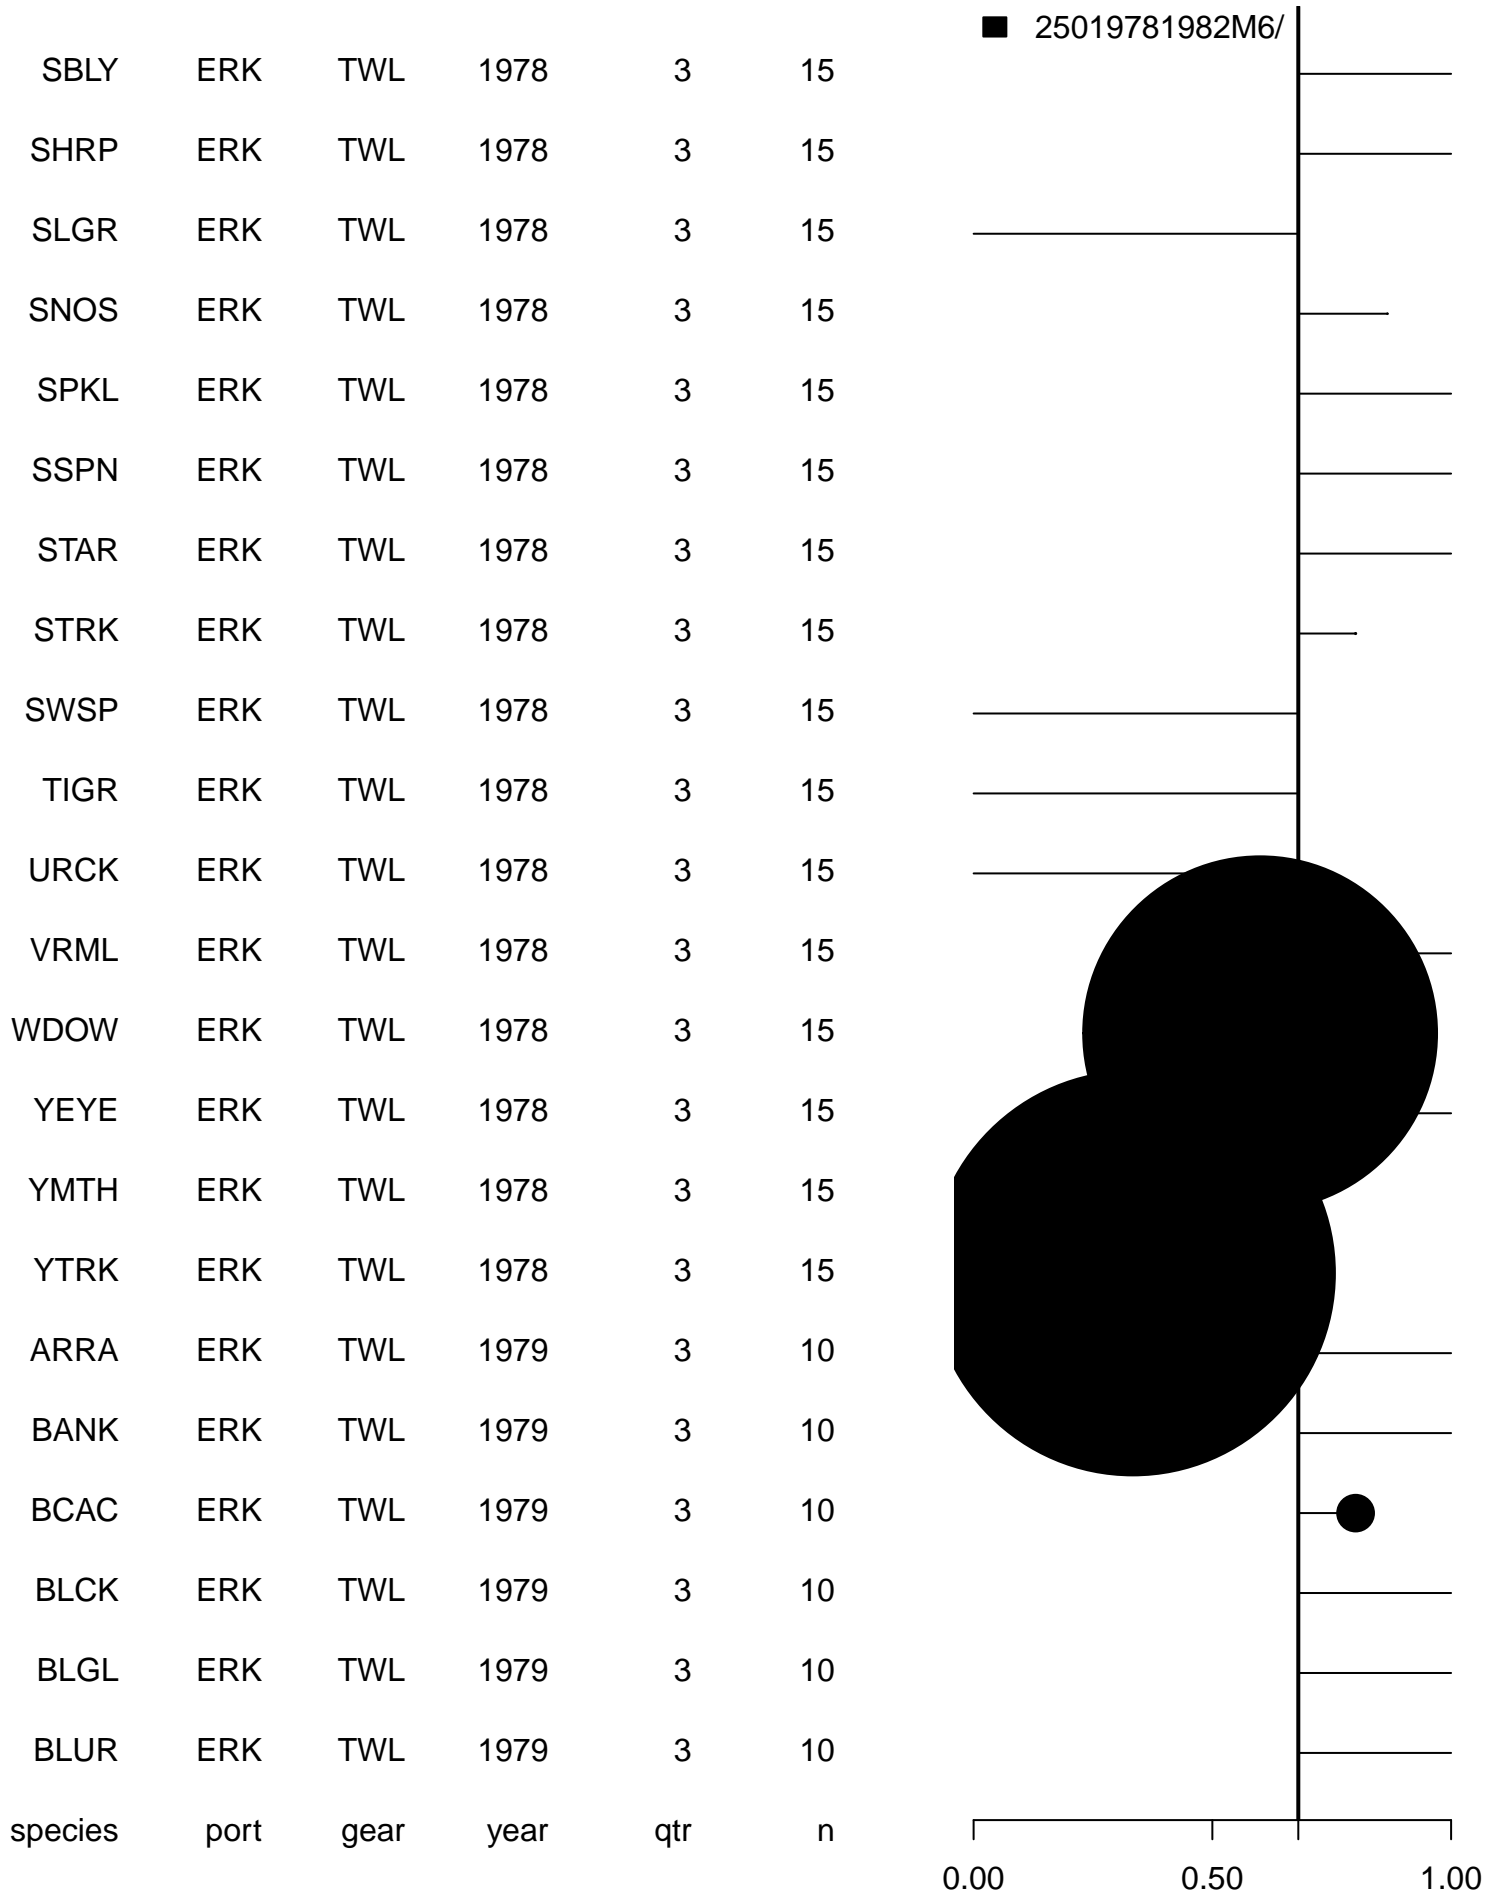 25019781982M6/
SBLY ERK TWL 1978 3 15
SHRP ERK TWL 1978 3 15
SLGR ERK TWL 1978 3 15
SNOS ERK TWL 1978 3 15
SPKL ERK TWL 1978 3 15
SSPN ERK TWL 1978 3 15
STAR ERK TWL 1978 3 15
STRK ERK TWL 1978 3 15
SWSP ERK TWL 1978 3 15
TIGR ERK TWL 1978 3 15
URCK ERK TWL 1978 3 15
VRML ERK TWL 1978 3 15
WDOW ERK TWL 1978 3 15
YEYE ERK TWL 1978 3 15
YMTH ERK TWL 1978 3 15
YTRK ERK TWL 1978 3 15
ARRA ERK TWL 1979 3 10
BANK ERK TWL 1979 3 10
BCAC ERK TWL 1979 3 10
BLCK ERK TWL 1979 3 10
BLGL ERK TWL 1979 3 10
BLUR ERK TWL 1979 3 10
species port gear year qtr n
0.00 0.50 1.00